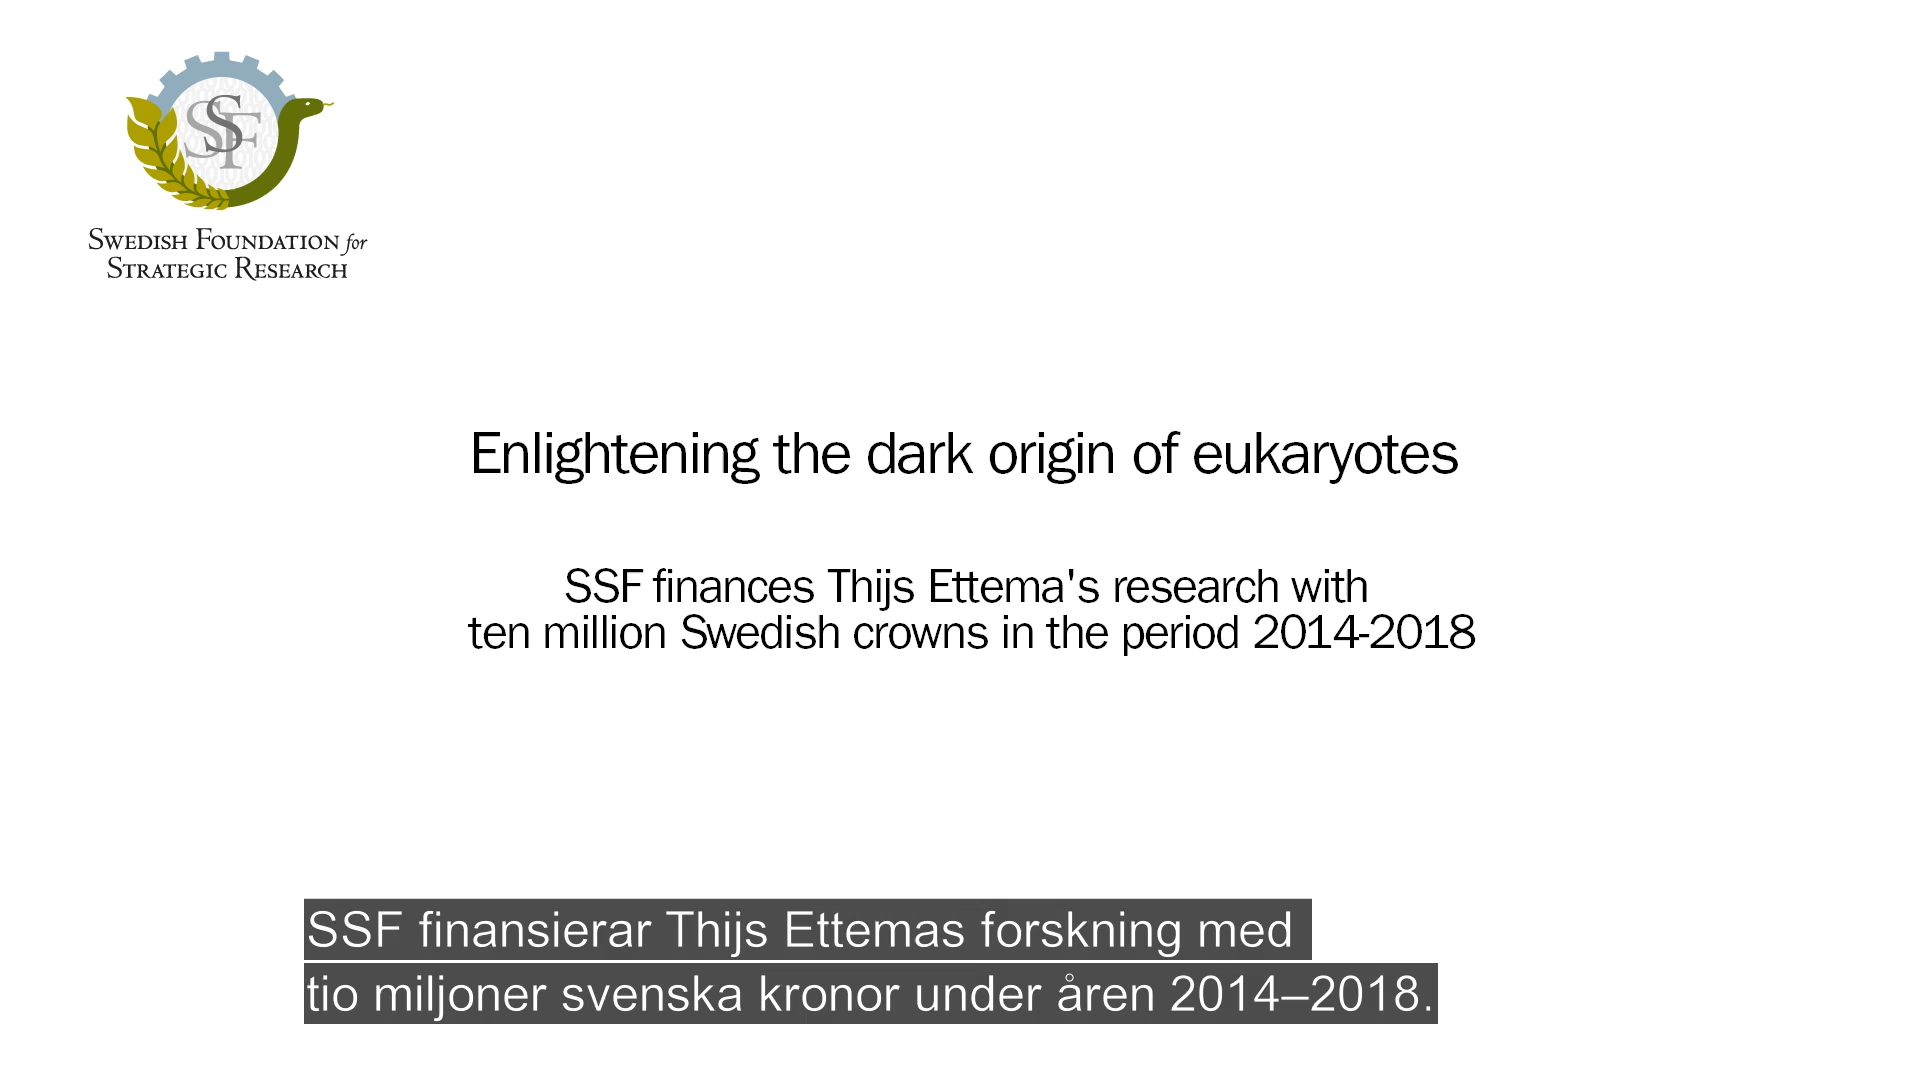 SSF
SWEDISH FOUNDATION for
STRATEGIC RESEARCH
Enlightening the dark origin of eukaryotes
SSF finances Thijs Ettema's research with
ten million Swedish crowns in the period 2014-2018
SSF finansierar Thijs Ettemas forskning med
tio miljoner svenska kronor under åren 2014–2018.